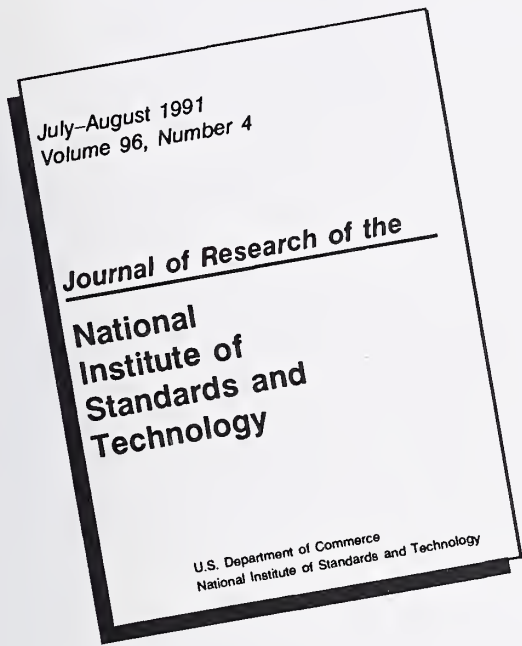 July–August 1991
Volume 96, Number 4
Journal of Research of the
National
Institute of
Standards and
Technology
U.S. Department of Commerce
National Institute of Standards and Technology